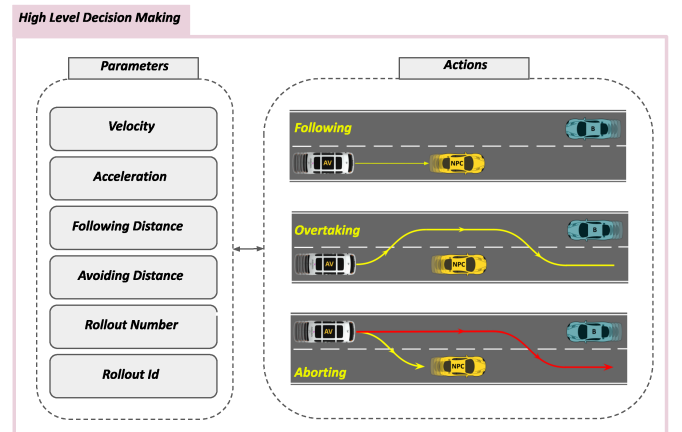 High Level Decision Making
Parameters
Actions
Velocity
Acceleration
Following Distance
Avoiding Distance
Rollout Number
Rollout Id
Following
B
AV
NPC
Overtaking
B
AV
NPC
AV
B
NPC
Aborting